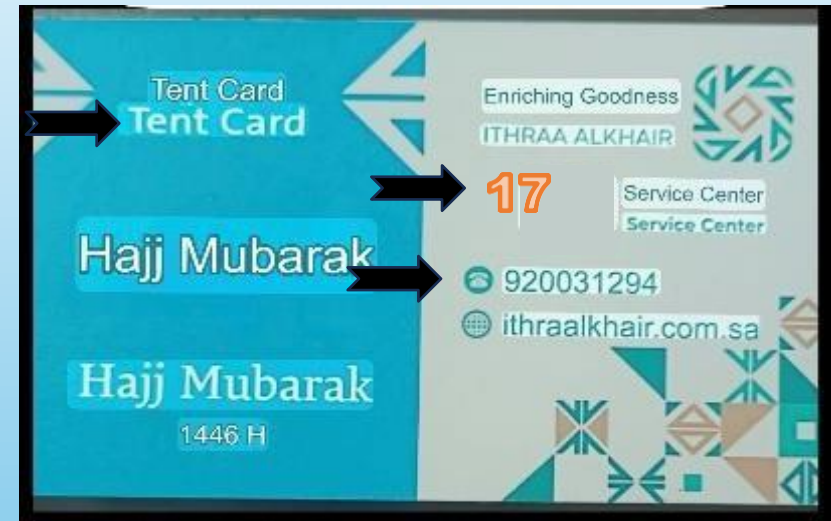 Tent Card
Tent Card
Hajj Mubarak
Hajj Mubarak
1446 H
Enriching Goodness
ITHRAA ALKHAIR
17
Service Center
Service Center
920031294
ithraalkhair.com.sa